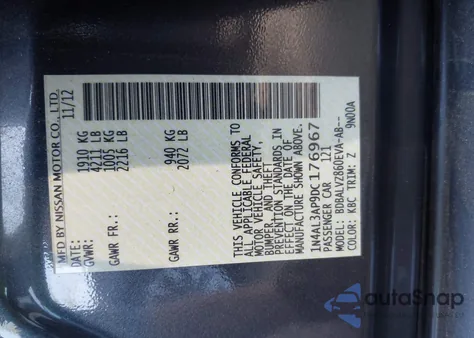 MFD BY NISSAN MOTOR CO., LTD.
DATE: 11/12
GVWR: 1910 KG
4211 LB
GAWR FR.: 1005 KG
2216 LB
GAWR RR.: 940 KG
2072 LB
THIS VEHICLE CONFORMS TO
ALL APPLICABLE FEDERAL
MOTOR VEHICLE SAFETY,
BUMPER, AND THEFT
PREVENTION STANDARDS
IN EFFECT ON THE DATE OF
MANUFACTURE SHOWN ABOVE.
1N4AL3AP9DC176967
PASSENGER CAR 121
MODEL: BDBALVZ860EVA-AB--
COLOR: KBC TRIM: Z 9N00A
autoSnap